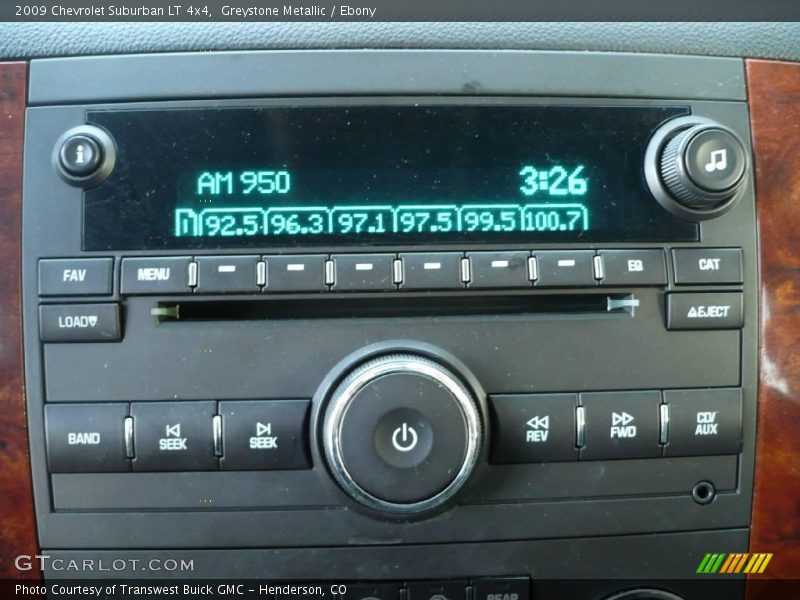 2009 Chevrolet Suburban LT 4x4, Greystone Metallic / Ebony
AM 950 3:26
92.5 96.3 97.1 97.5 99.5 100.7
FAV MENU EQ CAT
LOAD EJECT
BAND SEEK SEEK REV FWD CD/
AUX
GTCARLOT.COM
REAR
Photo Courtesy of Transwest Buick GMC - Henderson, CO